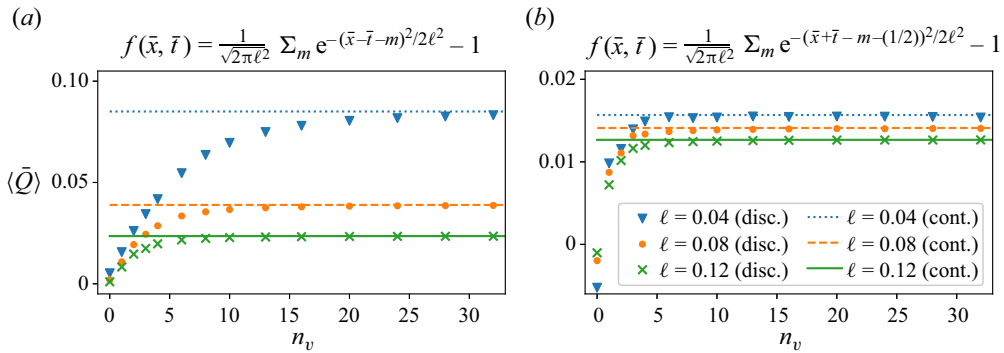 (a)
f(x̄, t̄) = 1/√(2πℓ²) Σₘ e^{-(x̄-t̄-m)²/2ℓ²} – 1
0.10
0.05
0
⟨Q̄⟩
0 5 10 15 20 25 30
n_v
(b)
f(x̄, t̄) = 1/√(2πℓ²) Σₘ e^{-(x̄+t̄-m-(1/2))²/2ℓ²} – 1
0.02
0.01
0
ℓ = 0.04 (disc.) ℓ = 0.04 (cont.)
ℓ = 0.08 (disc.) ℓ = 0.08 (cont.)
ℓ = 0.12 (disc.) ℓ = 0.12 (cont.)
0 5 10 15 20 25 30
n_v